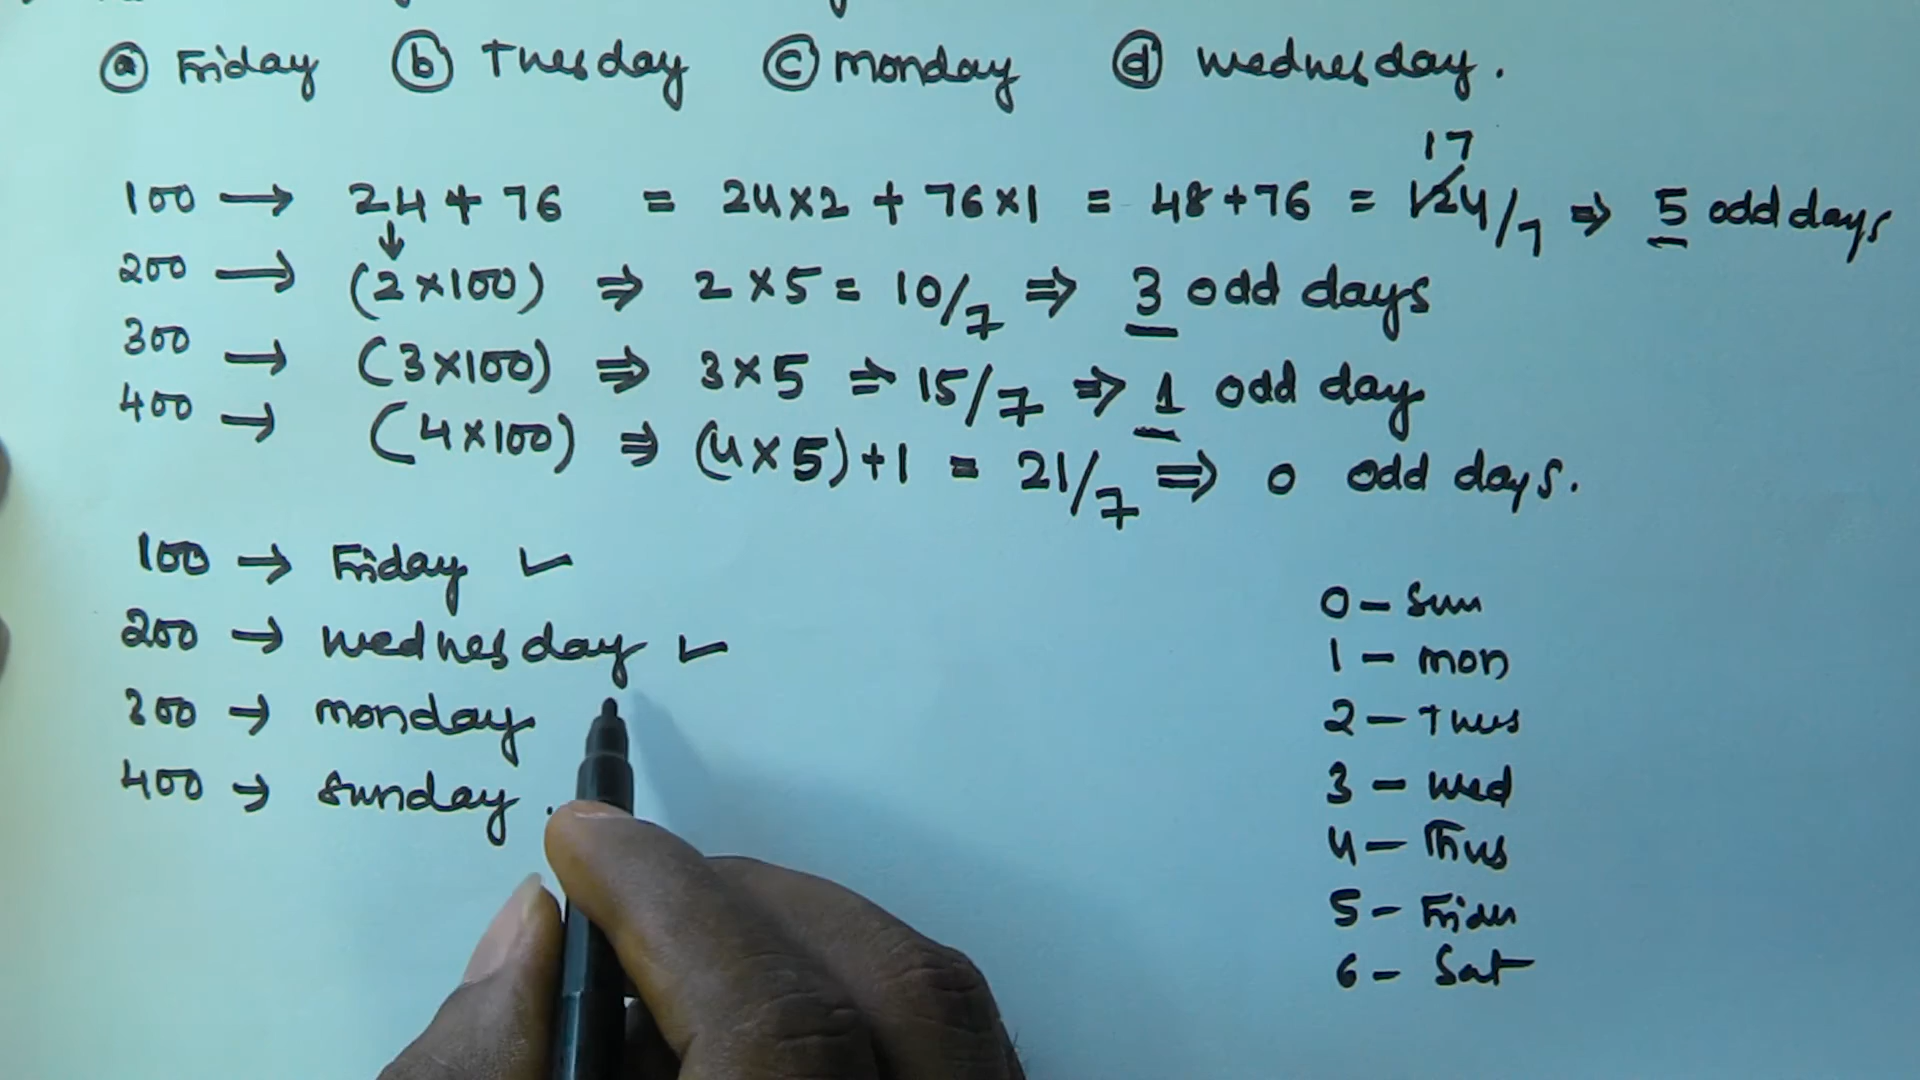 ⓐ Friday ⓑ Tuesday ⓒ monday ⓓ wednesday.
17
100 → 24 + 76 = 24×2 + 76×1 = 48+76 = 124/7 ⇒ 5 odd days
↓
200 → (2×100) ⇒ 2×5 = 10/7 ⇒ 3 odd days
300 → (3×100) ⇒ 3×5 ⇒ 15/7 ⇒ 1 odd day
400 → (4×100) ⇒ (4×5)+1 = 21/7 ⇒ 0 odd days.
100 → Friday ✓
200 → wednesday ✓
300 → monday
400 → sunday.
0 – Sun
1 – mon
2 – Tues
3 – wed
4 – Thus
5 – Friday
6 – Sat